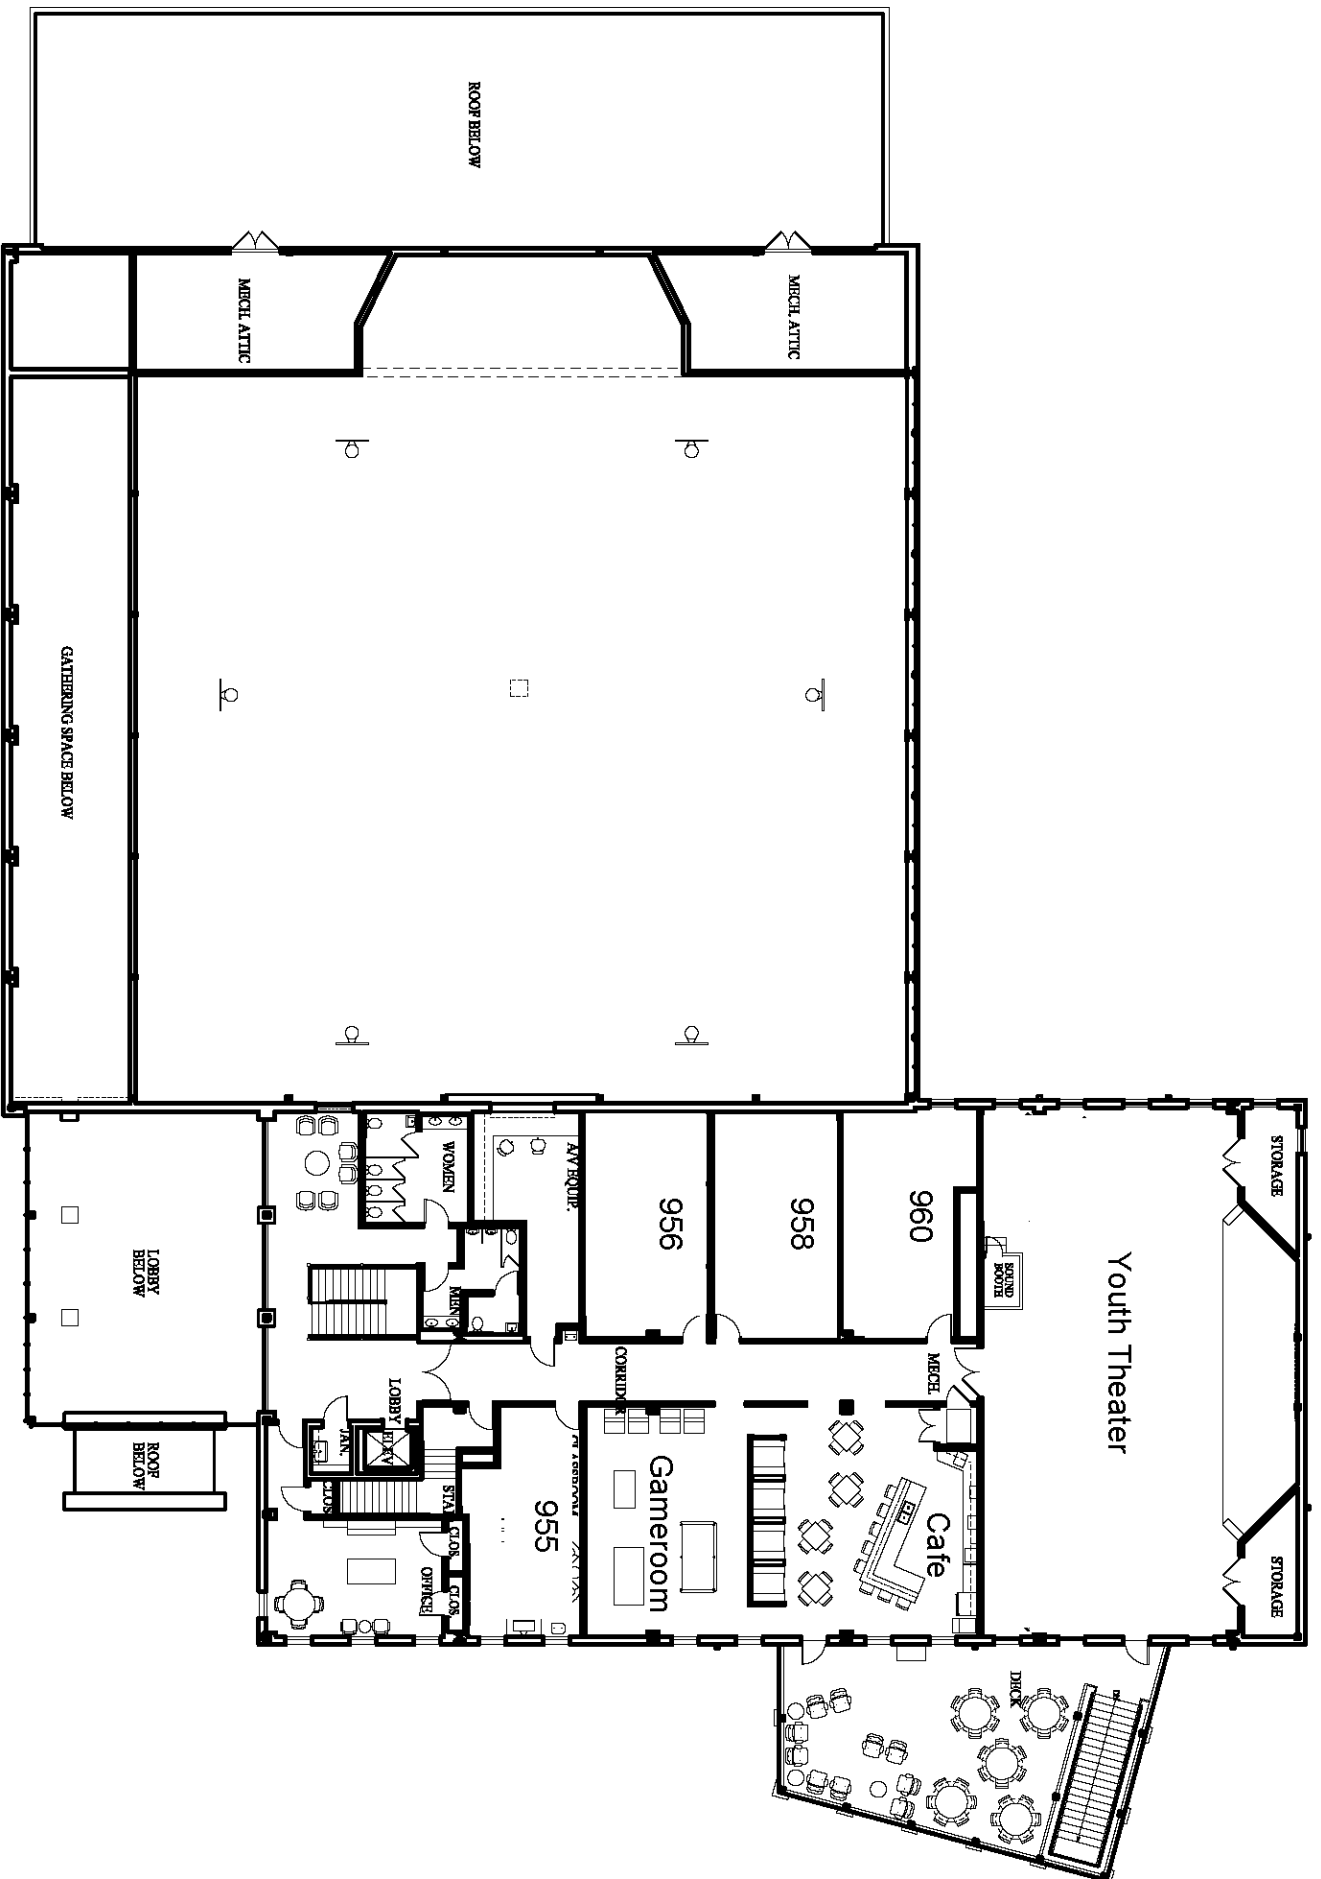 ROOF BELOW
MECH. ATTIC
MECH. ATTIC
GATHERING SPACE BELOW
STORAGE
WOMEN
A/V EQUIP.
956
958
960
SOUND
BOOTH
Youth Theater
LOBBY
BELOW
MEN
CORRIDOR
MECH.
LOBBY
ELEV
JAN.
ROOF
BELOW
CLOS
CLOS
CLOS
OFFICE
955
Gameroom
Cafe
STORAGE
DECK